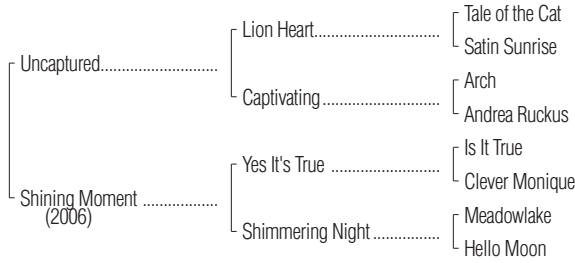 Tale of the Cat
Lion Heart
Satin Sunrise
Uncaptured
Arch
Captivating
Andrea Ruckus
Is It True
Yes It's True
Clever Monique
Shining Moment
(2006)
Meadowlake
Shimmering Night
Hello Moon